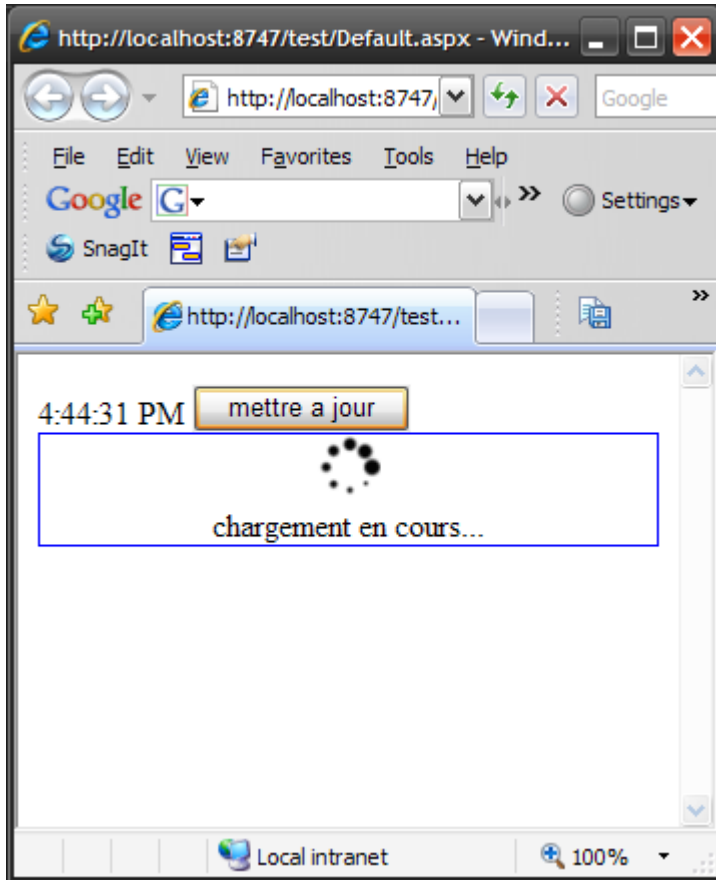 http://localhost:8747/test/Default.aspx - Wind...
http://localhost:8747/ Google
File Edit View Favorites Tools Help
Google G Settings
SnagIt
http://localhost:8747/test... »
4:44:31 PM mettre a jour
chargement en cours...
Local intranet 100%